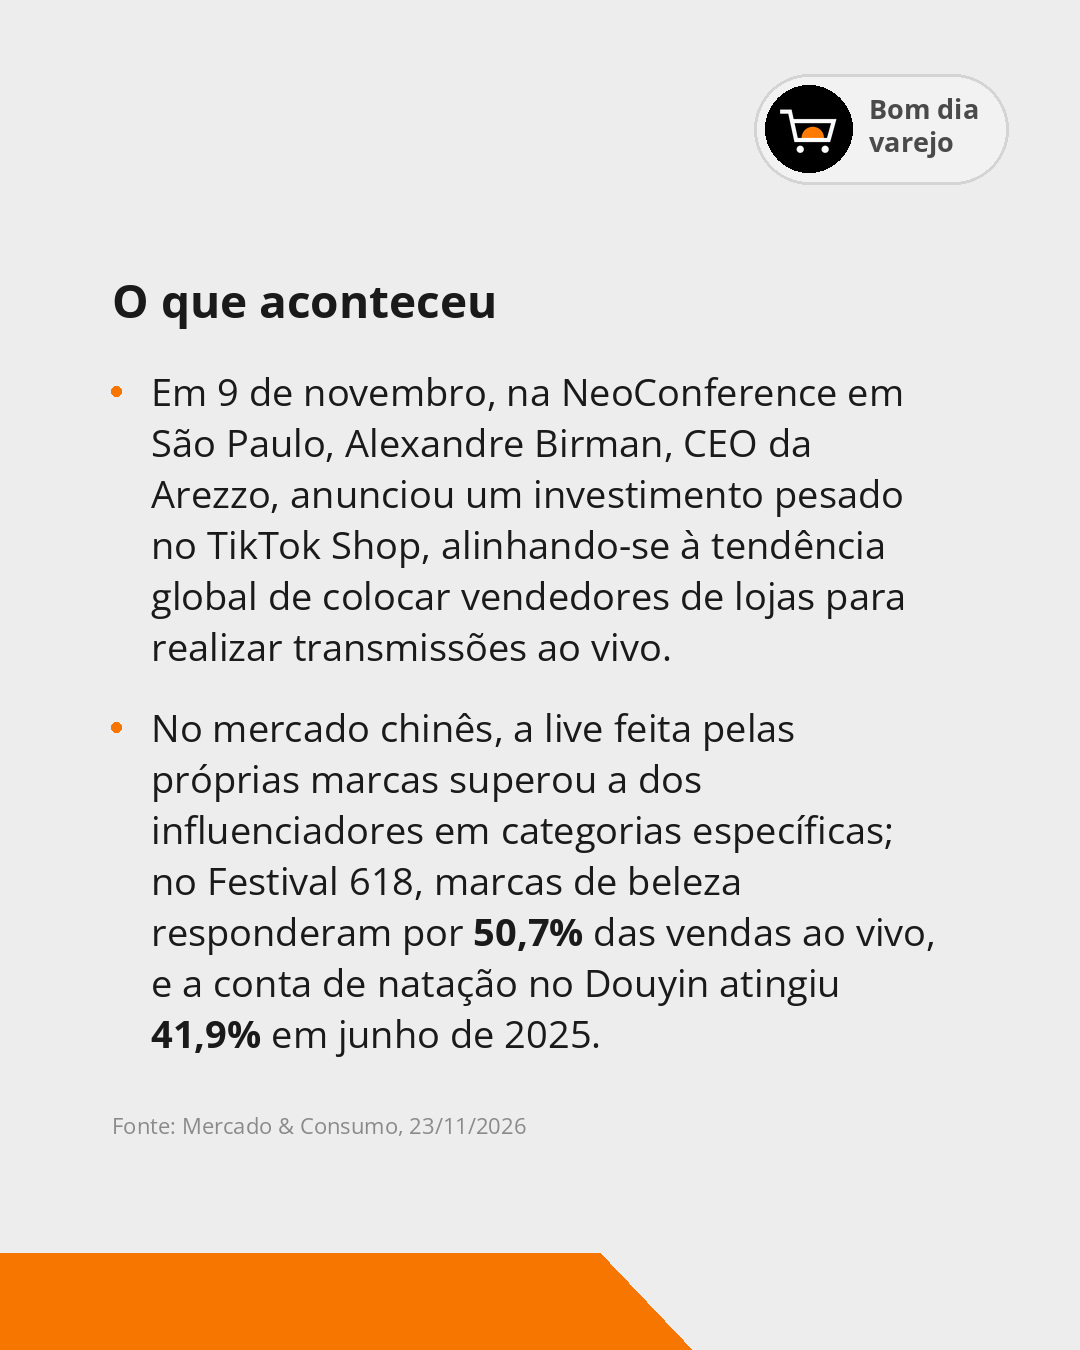 Bom dia
varejo
O que aconteceu
• Em 9 de novembro, na NeoConference em
São Paulo, Alexandre Birman, CEO da
Arezzo, anunciou um investimento pesado
no TikTok Shop, alinhando-se à tendência
global de colocar vendedores de lojas para
realizar transmissões ao vivo.
• No mercado chinês, a live feita pelas
próprias marcas superou a dos
influenciadores em categorias específicas;
no Festival 618, marcas de beleza
responderam por 50,7% das vendas ao vivo,
e a conta de natação no Douyin atingiu
41,9% em junho de 2025.
Fonte: Mercado & Consumo, 23/11/2026